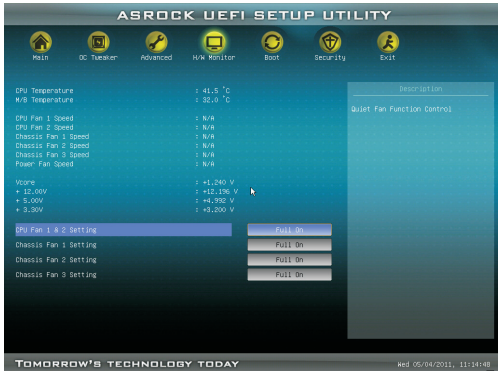 ASROCK UEFI SETUP UTILITY
Main OC Tweaker Advanced H/W Monitor Boot Security Exit
CPU Temperature : 41.5 °C
M/B Temperature : 32.0 °C
CPU Fan 1 Speed : N/A
CPU Fan 2 Speed : N/A
Chassis Fan 1 Speed : N/A
Chassis Fan 2 Speed : N/A
Chassis Fan 3 Speed : N/A
Power Fan Speed : N/A
Vcore : +1.240 V
+ 12.00V : +12.196 V
+ 5.00V : +4.992 V
+ 3.30V : +3.200 V
CPU Fan 1 & 2 Setting Full On
Chassis Fan 1 Setting Full On
Chassis Fan 2 Setting Full On
Chassis Fan 3 Setting Full On
Description
Quiet Fan Function Control
Tomorrow's technology today
Wed 05/04/2011, 11:14:48